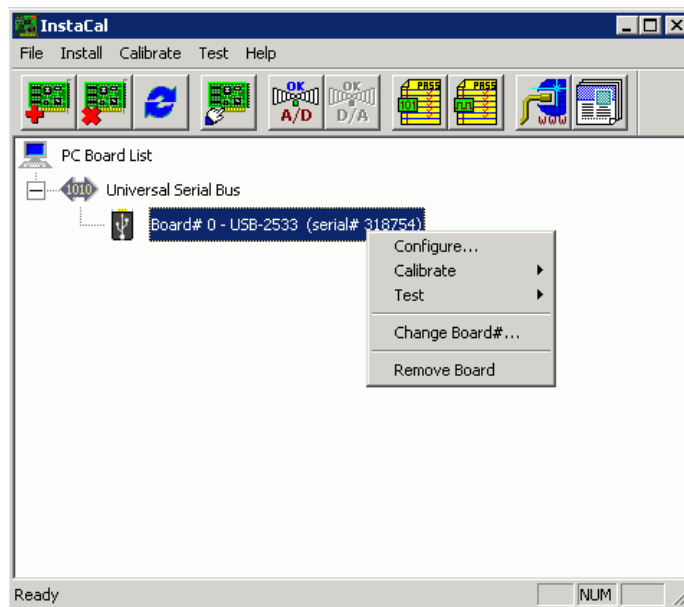 InstaCal
File Install Calibrate Test Help
OK A/D
OK D/A
PASS 101
PASS
www
PC Board List
1010 Universal Serial Bus
Board# 0 - USB-2533 (serial# 318754)
Configure...
Calibrate
Test
Change Board#...
Remove Board
Ready NUM